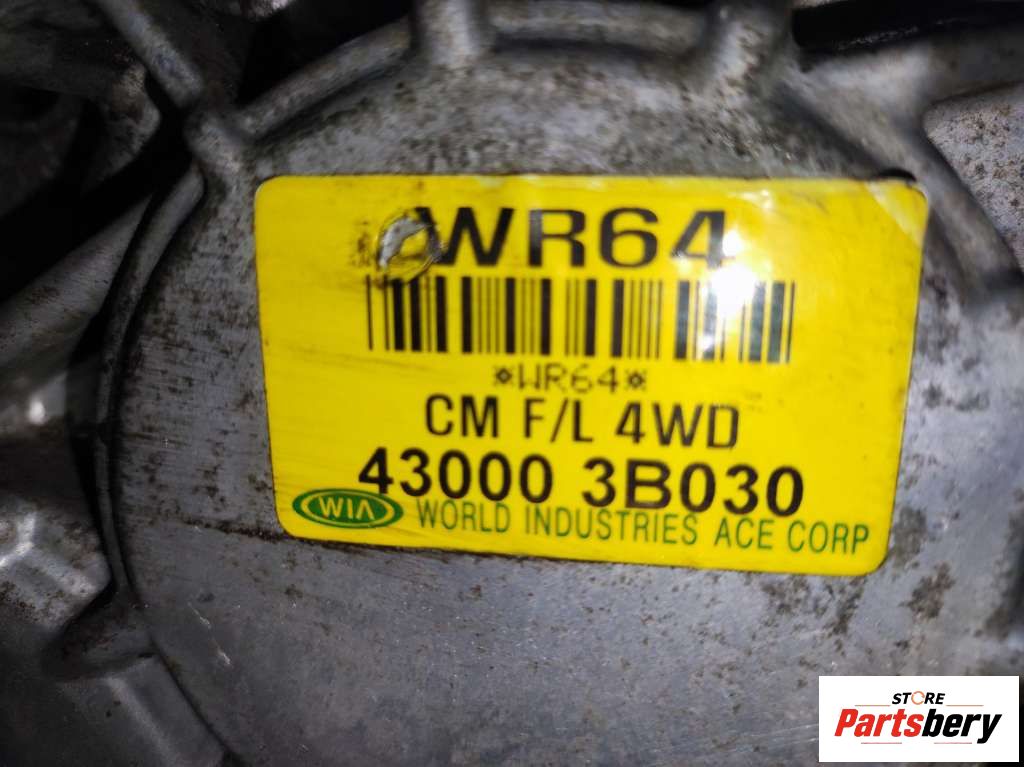 WR64
*WR64*
CM F/L 4WD
43000 3B030
WIA WORLD INDUSTRIES ACE CORP
STORE
Partsbery